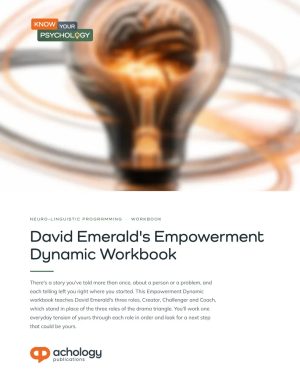 KNOW YOUR
PSYCHOLOGY
NEURO-LINGUISTIC PROGRAMMING · WORKBOOK
David Emerald's Empowerment
Dynamic Workbook
There's a story you've told more than once, about a person or a problem, and
each telling left you right where you started. This Empowerment Dynamic
workbook teaches David Emerald's three roles, Creator, Challenger and Coach,
which stand in place of the three roles of the drama triangle. You'll work one
everyday tension of yours through each role in order and look for a next step
that could be yours.
achology
publications